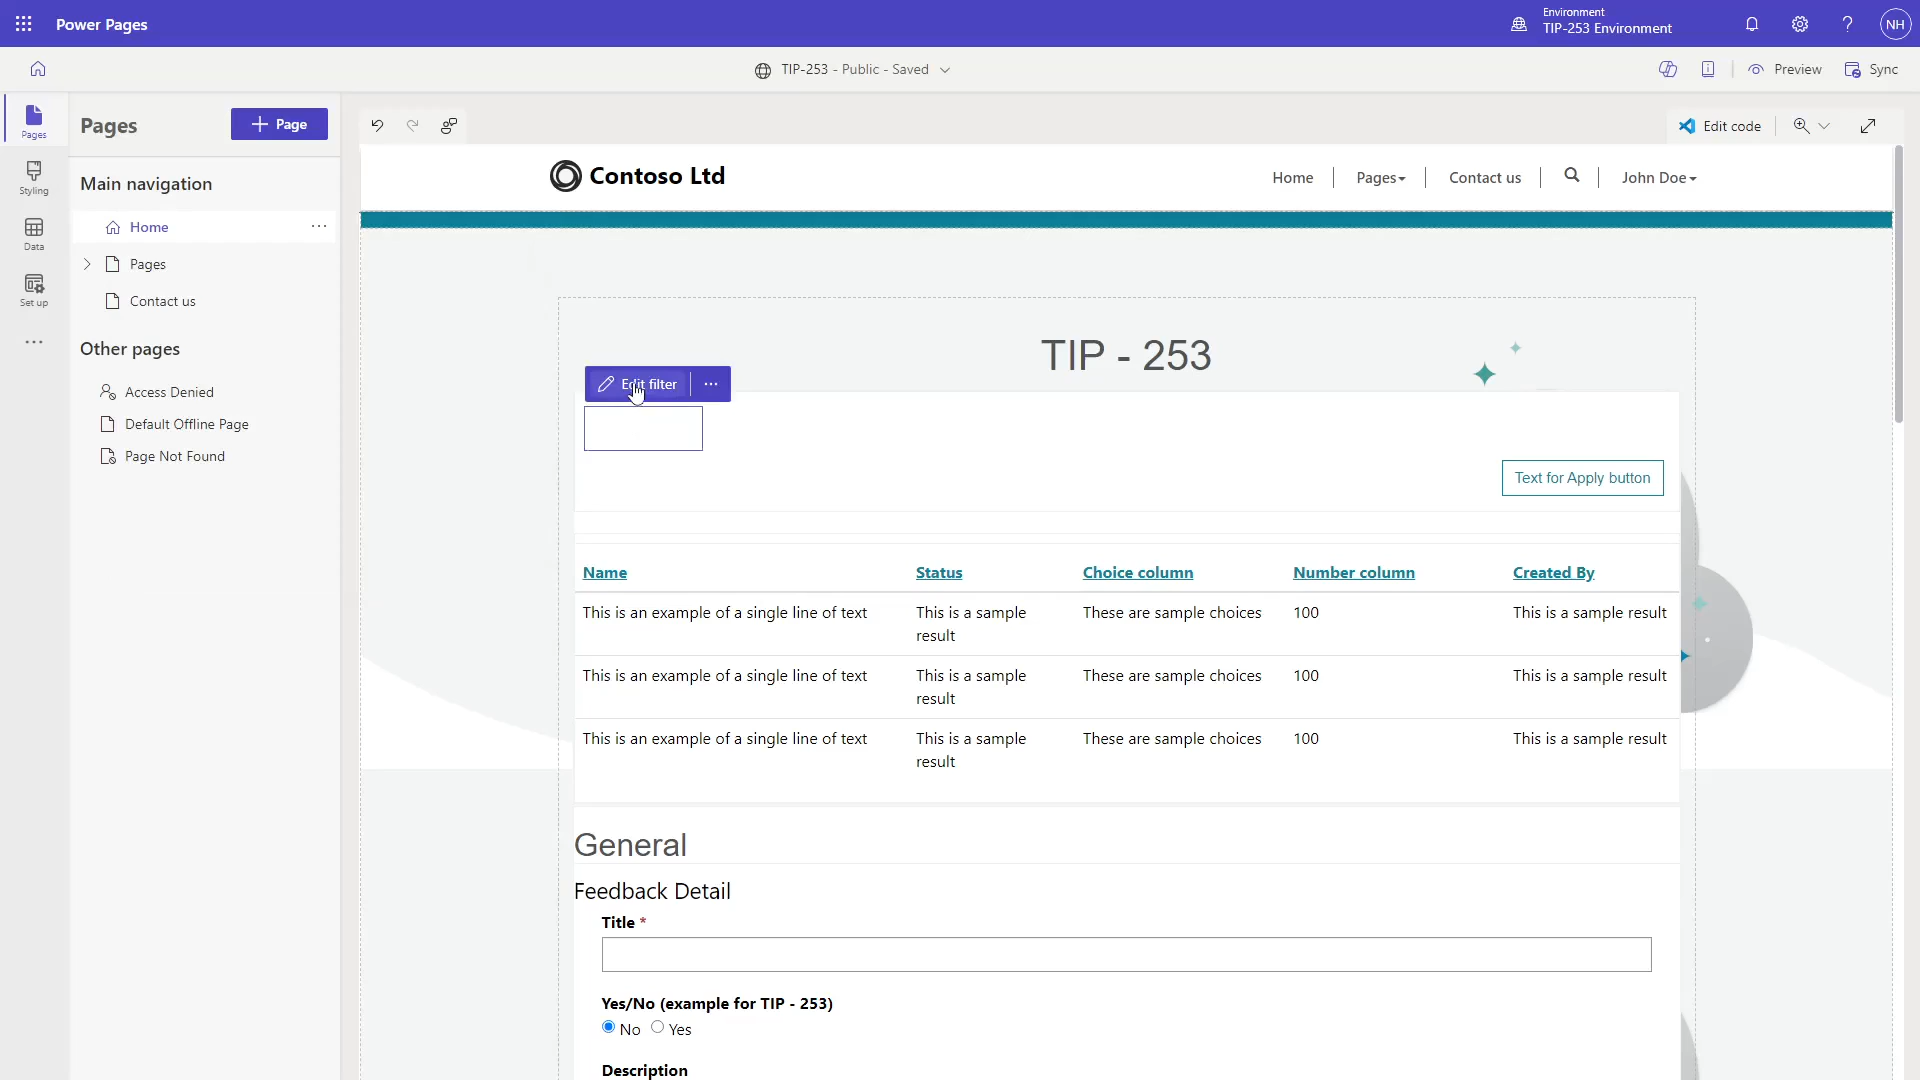 Power Pages
Environment
TIP-253 Environment
NH
TIP-253 - Public - Saved
Preview
Sync
Pages
Styling
Data
Set up
Pages
Page
Main navigation
Home
Pages
Contact us
Other pages
Access Denied
Default Offline Page
Page Not Found
Edit code
Contoso Ltd
Home
Pages
Contact us
John Doe
TIP - 253
Edit filter
Text for Apply button
Name Status Choice column Number column Created By
This is an example of a single line of text This is a sample These are sample choices 100 This is a sample result
result
This is an example of a single line of text This is a sample These are sample choices 100 This is a sample result
result
This is an example of a single line of text This is a sample These are sample choices 100 This is a sample result
result
General
Feedback Detail
Title *
Yes/No (example for TIP - 253)
No Yes
Description